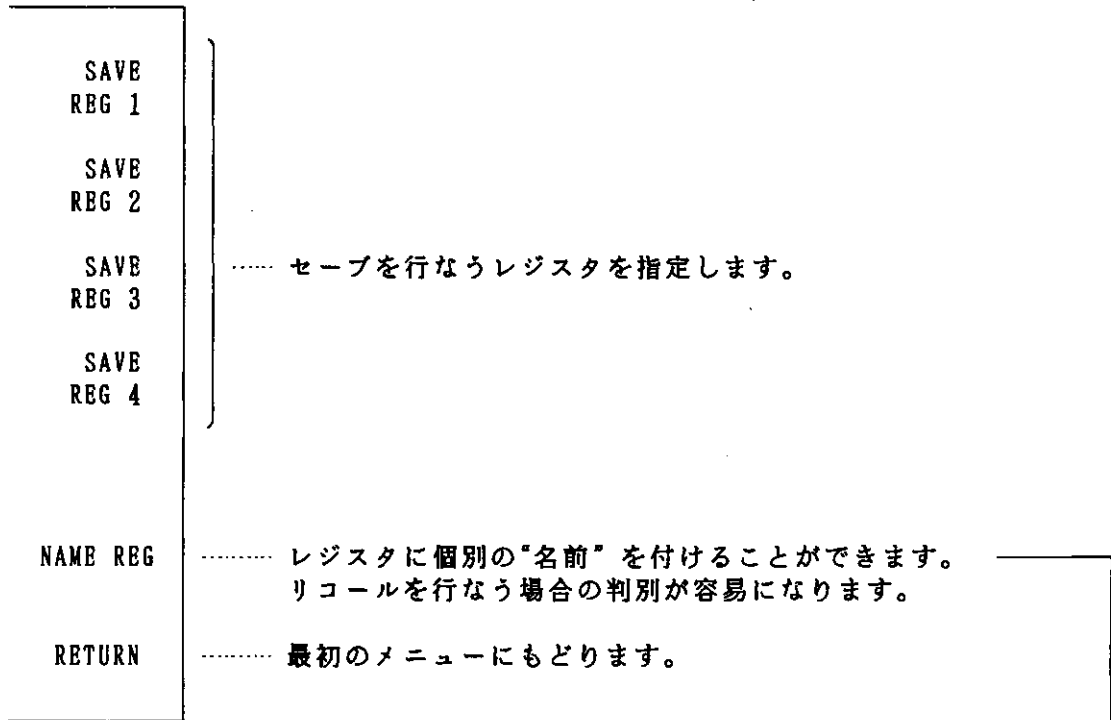 SAVE
REG 1
SAVE
REG 2
SAVE
REG 3
SAVE
REG 4
…… セーブを行なうレジスタを指定します。
NAME REG ……… レジスタに個別の"名前" を付けることができます。
リコールを行なう場合の判別が容易になります。
RETURN ……… 最初のメニューにもどります。